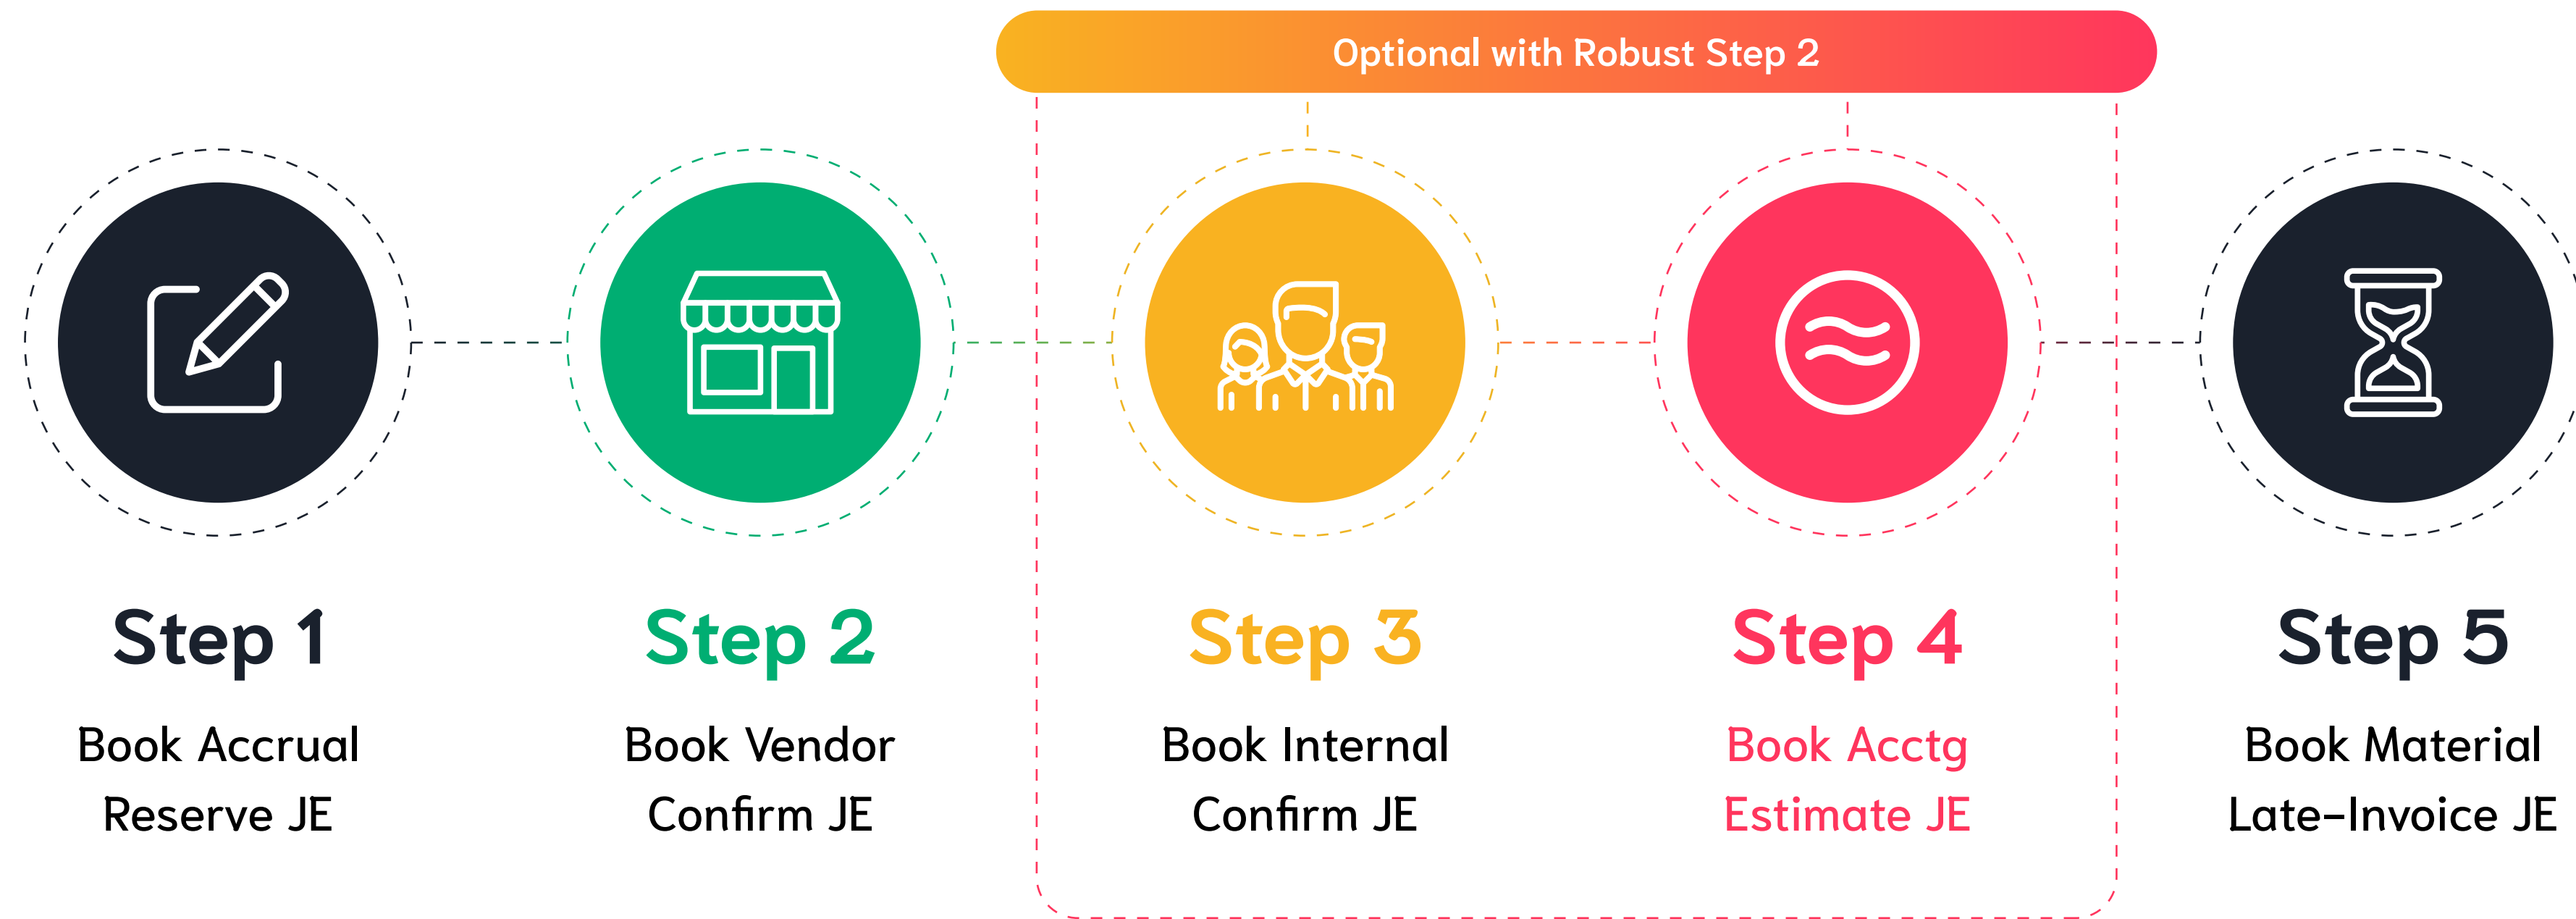 Optional with Robust Step 2
Step 1
Book Accrual
Reserve JE
Step 2
Book Vendor
Confirm JE
Step 3
Book Internal
Confirm JE
Step 4
Book Acctg
Estimate JE
Step 5
Book Material
Late-Invoice JE